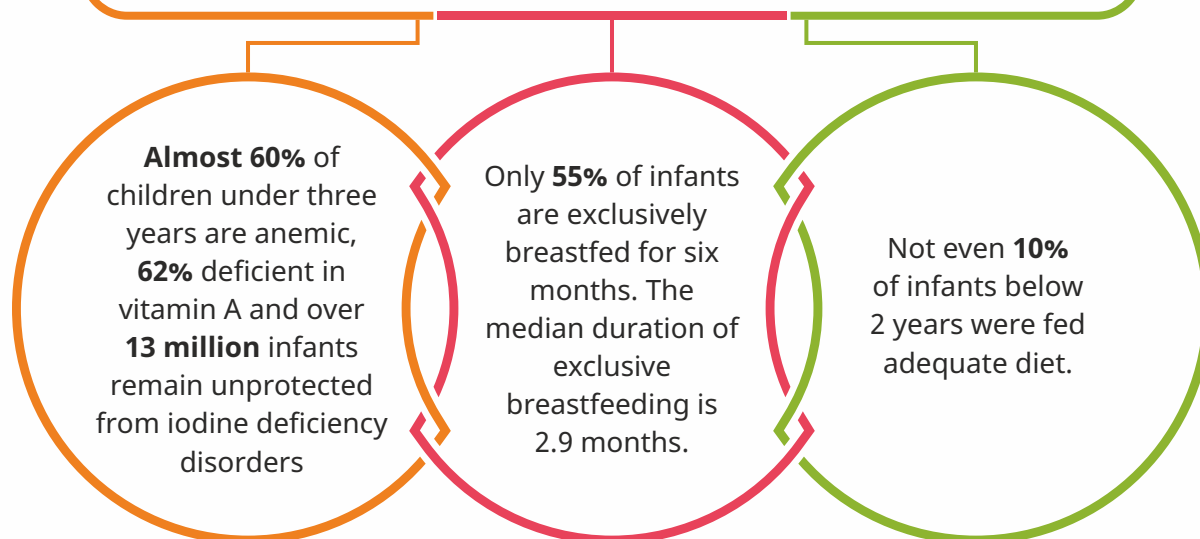 Almost 60% of
children under three
years are anemic,
62% deficient in
vitamin A and over
13 million infants
remain unprotected
from iodine deficiency
disorders
Only 55% of infants
are exclusively
breastfed for six
months. The
median duration of
exclusive
breastfeeding is
2.9 months.
Not even 10%
of infants below
2 years were fed
adequate diet.